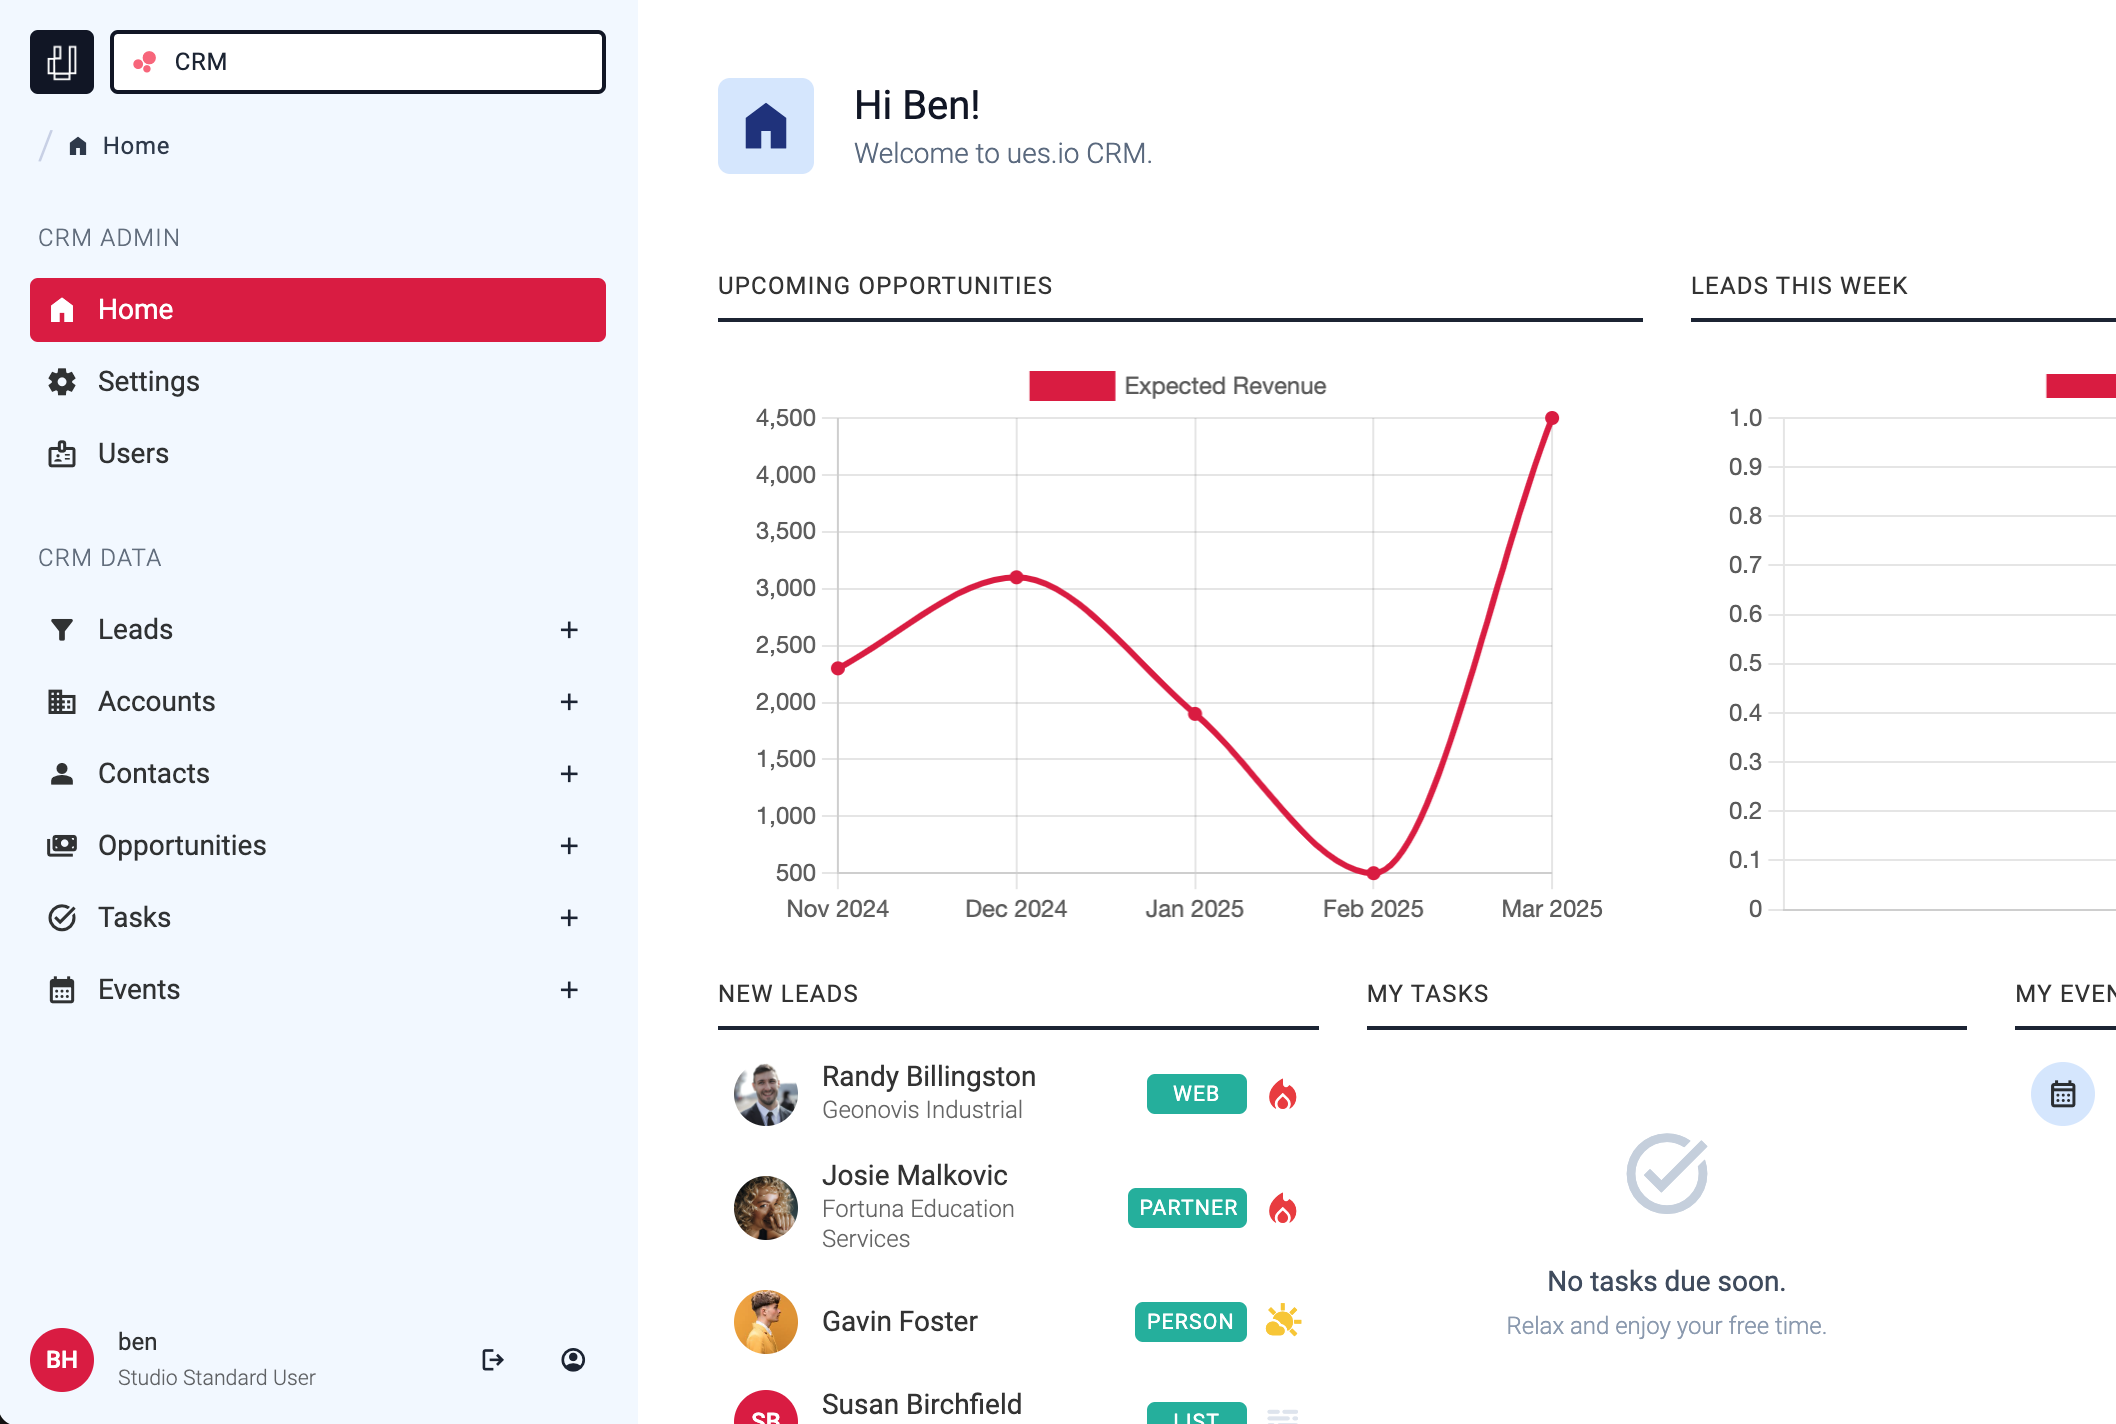 CRM
Home
CRM ADMIN
Home
Settings
Users
CRM DATA
Leads
+
Accounts
+
Contacts
+
Opportunities
+
Tasks
+
Events
+
BH
ben
Studio Standard User
Hi Ben!
Welcome to ues.io CRM.
UPCOMING OPPORTUNITIES
Expected Revenue
4,500
4,000
3,500
3,000
2,500
2,000
1,500
1,000
500
Nov 2024
Dec 2024
Jan 2025
Feb 2025
Mar 2025
LEADS THIS WEEK
1.0
0.9
0.8
0.7
0.6
0.5
0.4
0.3
0.2
0.1
0
NEW LEADS
Randy Billingston
Geonovis Industrial
WEB
Josie Malkovic
Fortuna Education
Services
PARTNER
Gavin Foster
PERSON
SB
Susan Birchfield
LIST
MY TASKS
No tasks due soon.
Relax and enjoy your free time.
MY EVEN